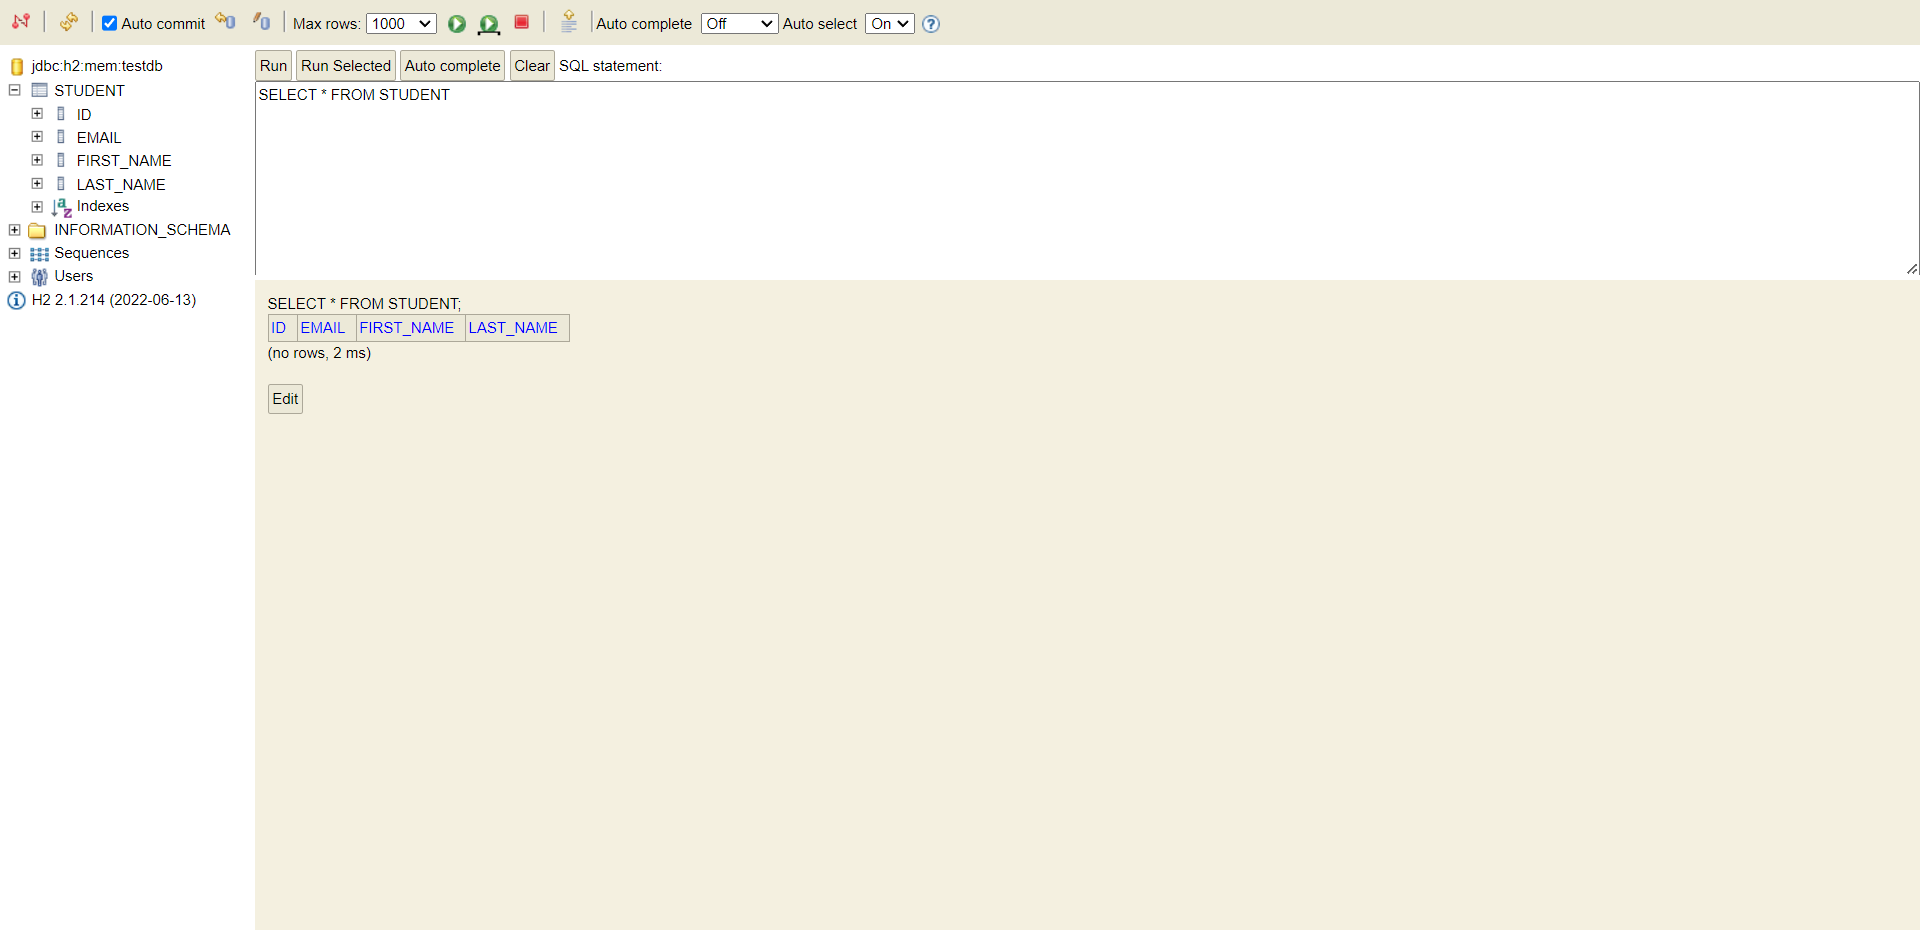 Auto commit Max rows: 1000 Auto complete Off Auto select On ?
jdbc:h2:mem:testdb
STUDENT
ID
EMAIL
FIRST_NAME
LAST_NAME
Indexes
INFORMATION_SCHEMA
Sequences
Users
H2 2.1.214 (2022-06-13)
Run Run Selected Auto complete Clear SQL statement:
SELECT * FROM STUDENT
SELECT * FROM STUDENT;
ID EMAIL FIRST_NAME LAST_NAME
(no rows, 2 ms)
Edit